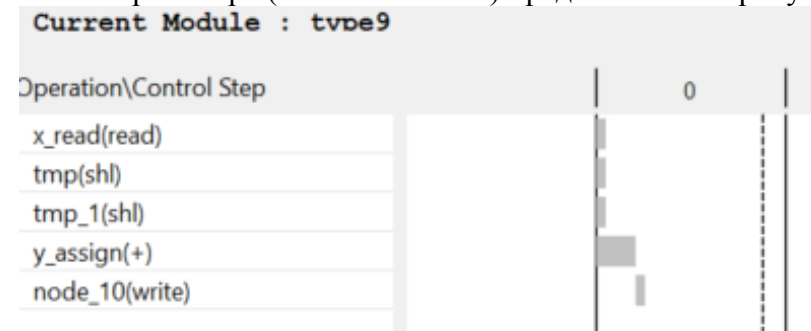 Current Module : type9
Operation\Control Step
0
x_read(read)
tmp(shl)
tmp_1(shl)
y_assign(+)
node_10(write)